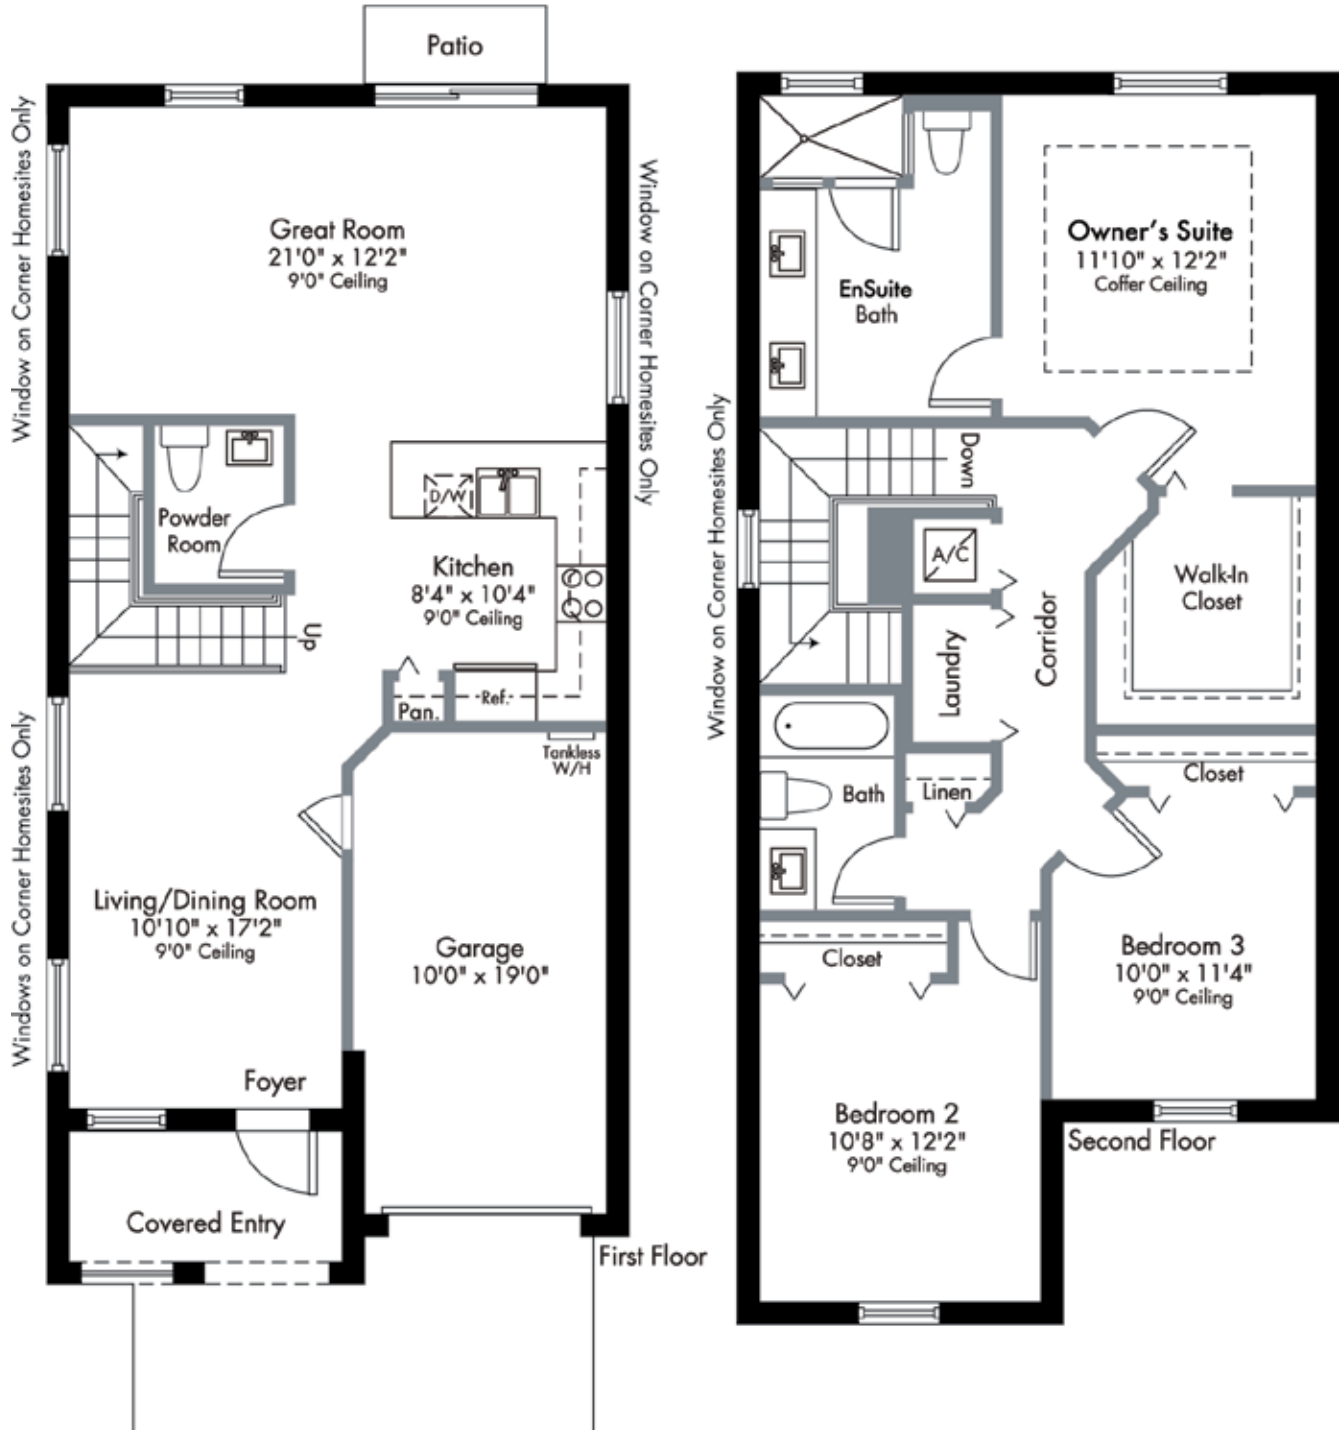 Patio
Window on Corner Homesites Only
Great Room
21'0" x 12'2"
9'0" Ceiling
Window on Corner Homesites Only
D/W
Powder
Room
Kitchen
8'4" x 10'4"
9'0" Ceiling
Up
Pan.
Ref.
Tankless
W/H
Windows on Corner Homesites Only
Living/Dining Room
10'10" x 17'2"
9'0" Ceiling
Garage
10'0" x 19'0"
Foyer
Covered Entry
First Floor
Owner's Suite
11'10" x 12'2"
Coffer Ceiling
EnSuite
Bath
Window on Corner Homesites Only
Down
A/C
Walk-In
Closet
Corridor
Laundry
Closet
Bath
Linen
Closet
Bedroom 3
10'0" x 11'4"
9'0" Ceiling
Bedroom 2
10'8" x 12'2"
9'0" Ceiling
Second Floor